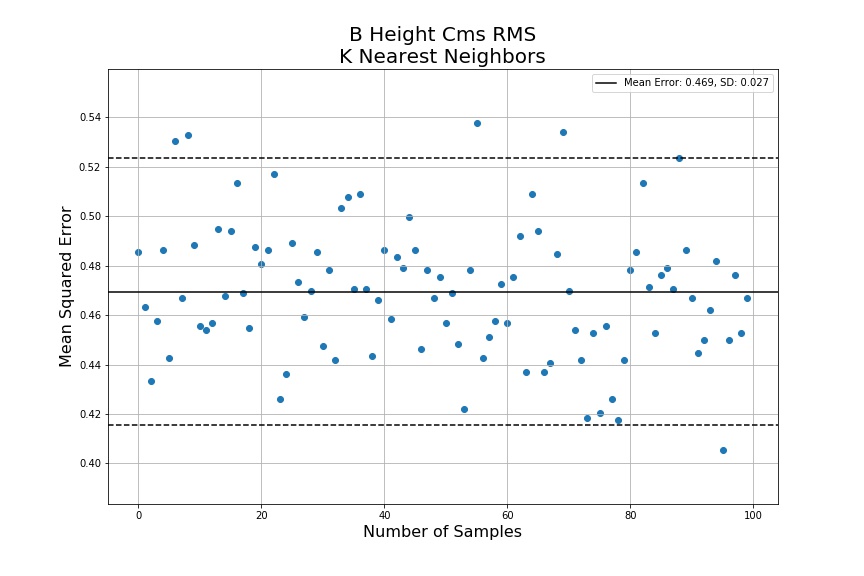 B Height Cms RMS
K Nearest Neighbors
Mean Error: 0.469, SD: 0.027
Mean Squared Error
0.54
0.52
0.50
0.48
0.46
0.44
0.42
0.40
0 20 40 60 80 100
Number of Samples